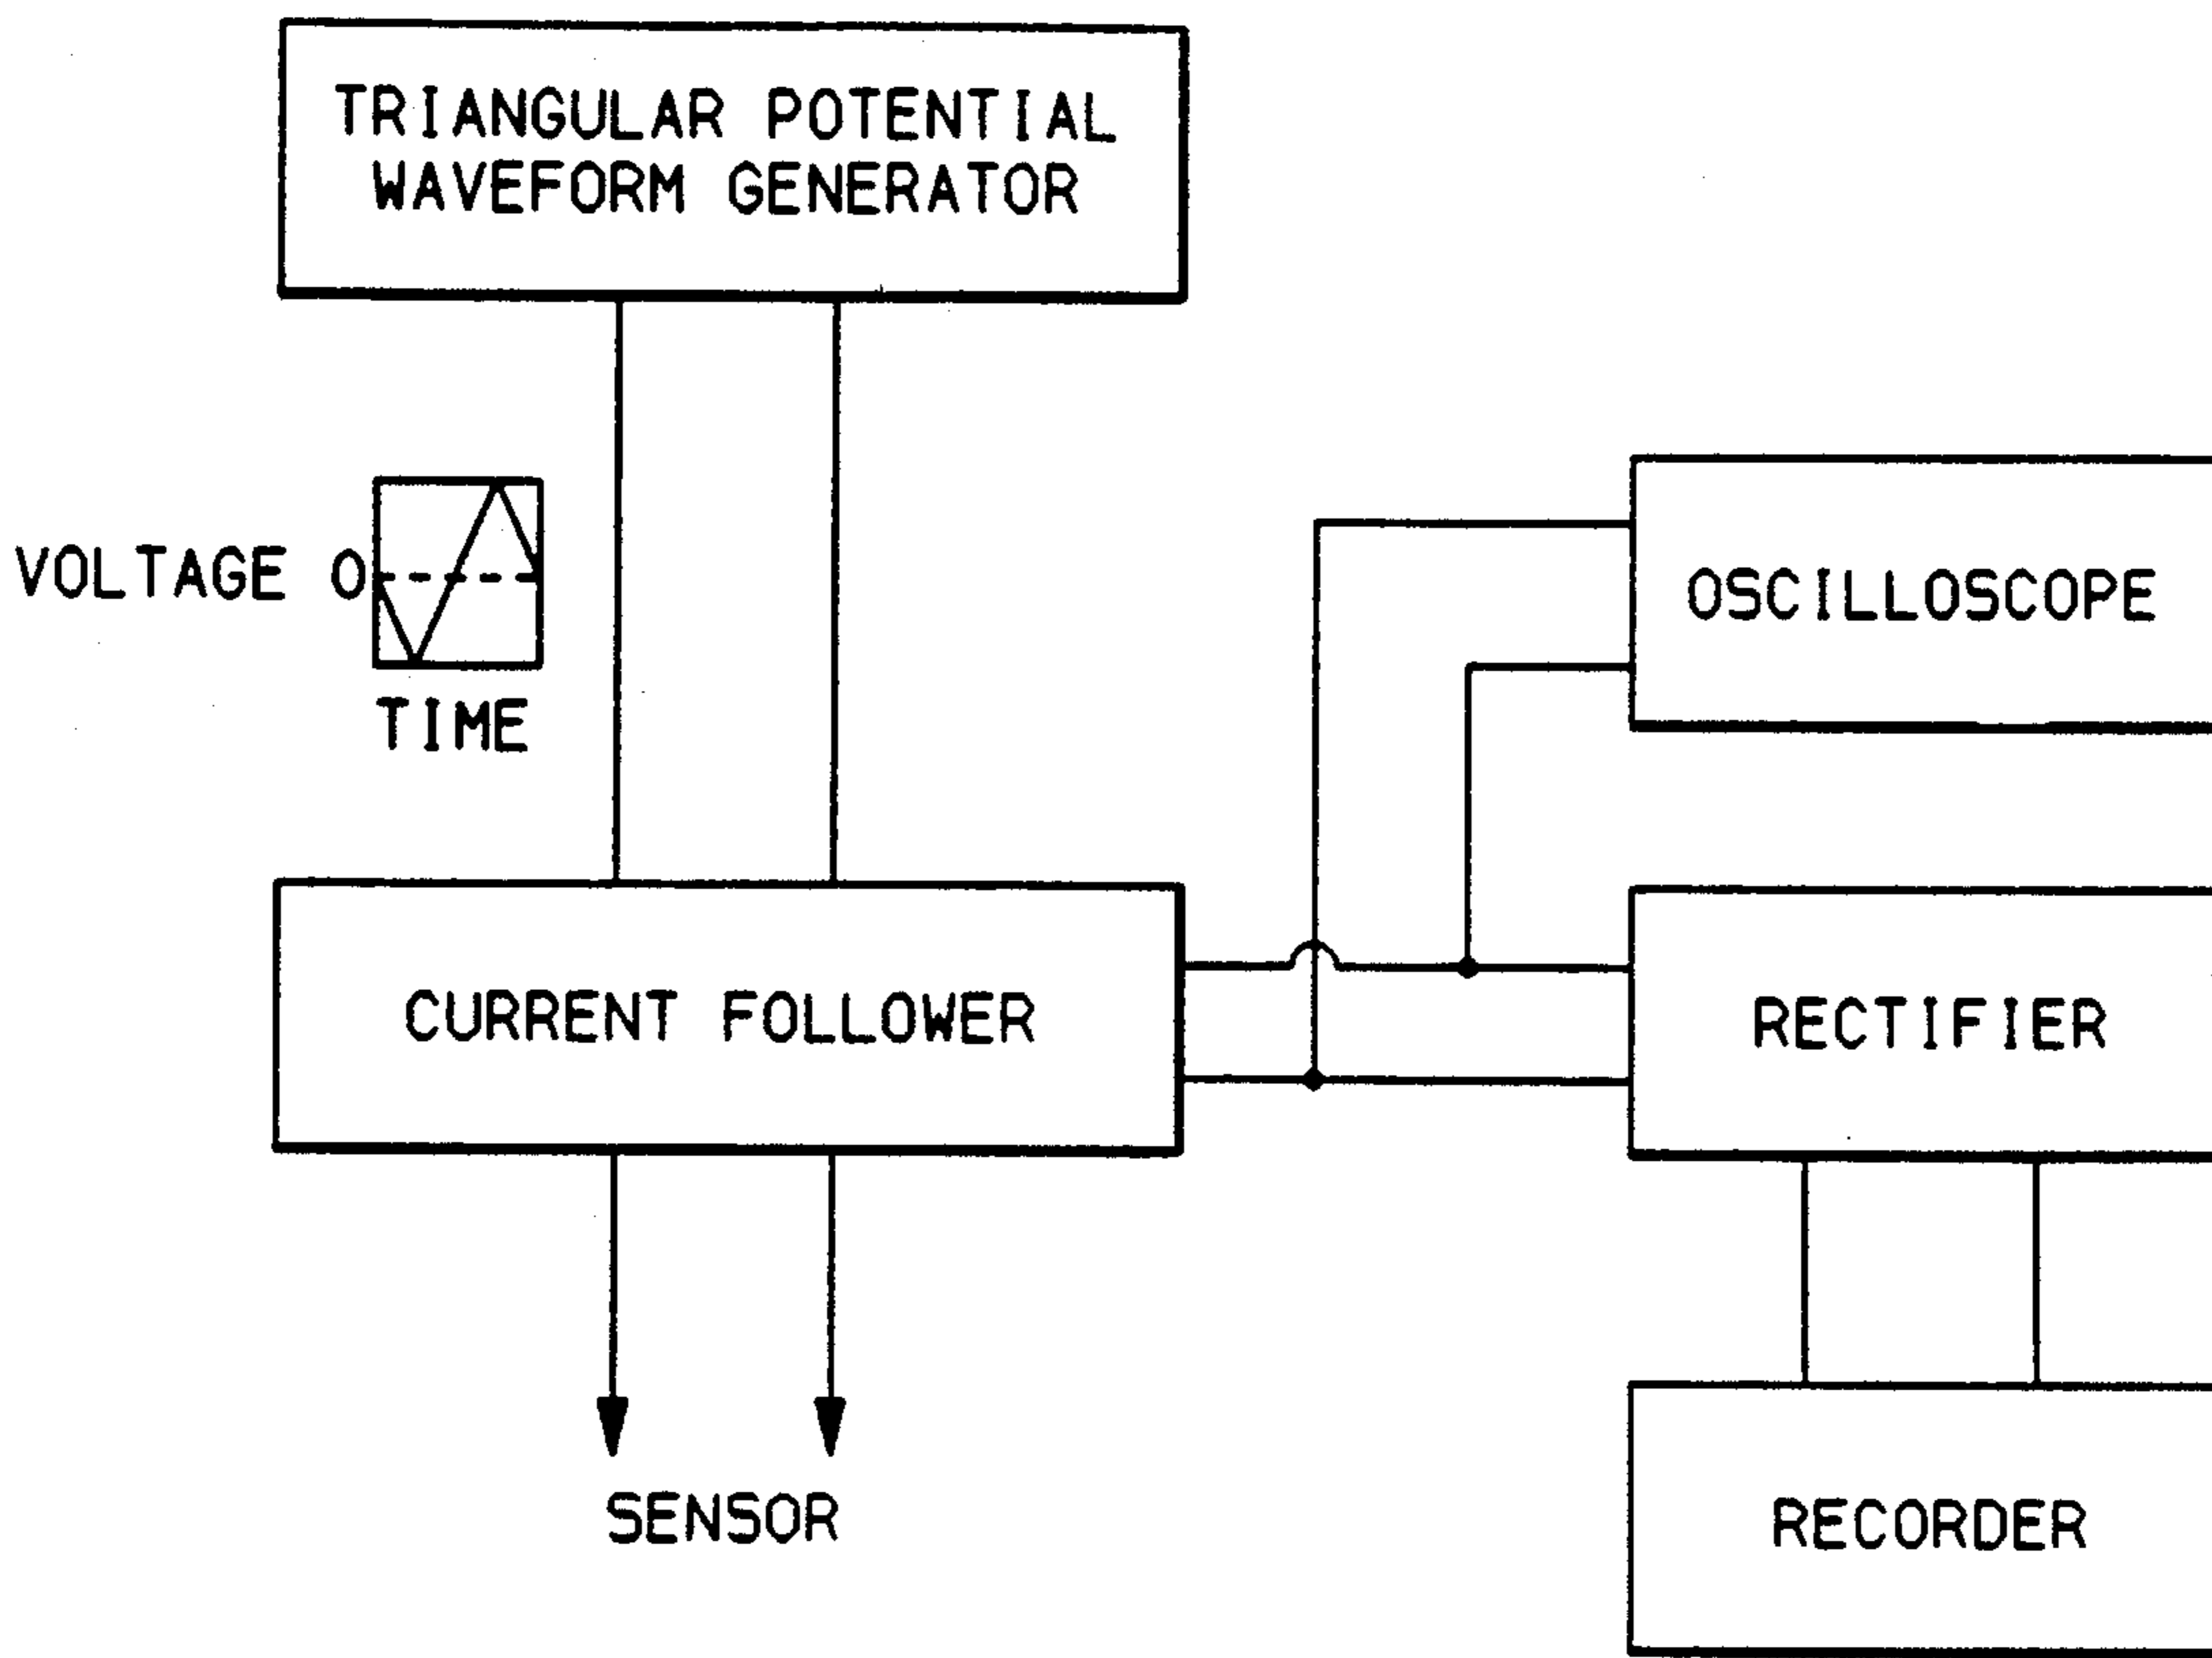 TRIANGULAR POTENTIAL
WAVEFORM GENERATOR
VOLTAGE 0
TIME
OSCILLOSCOPE
CURRENT FOLLOWER
RECTIFIER
SENSOR
RECORDER